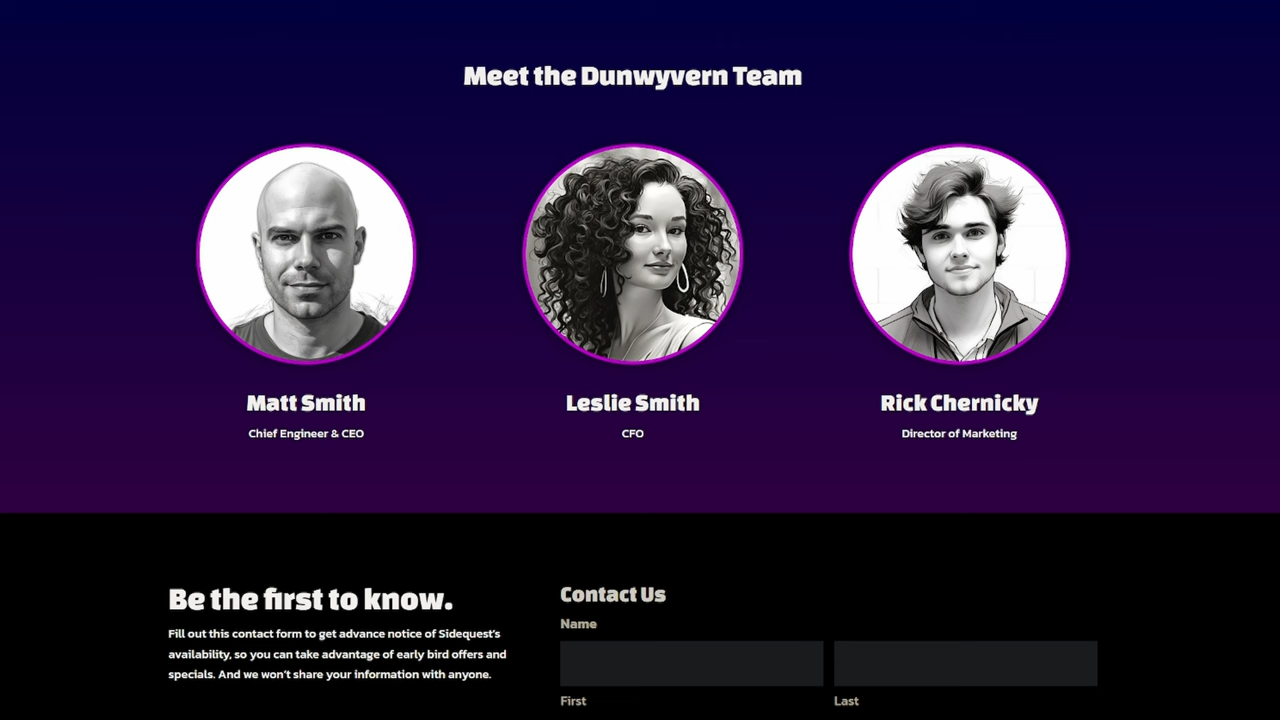 Meet the Dunwyvern Team
Matt Smith
Chief Engineer & CEO
Leslie Smith
CFO
Rick Chernicky
Director of Marketing
Be the first to know.
Fill out this contact form to get advance notice of Sidequest's
availability, so you can take advantage of early bird offers and
specials. And we won't share your information with anyone.
Contact Us
Name
First
Last